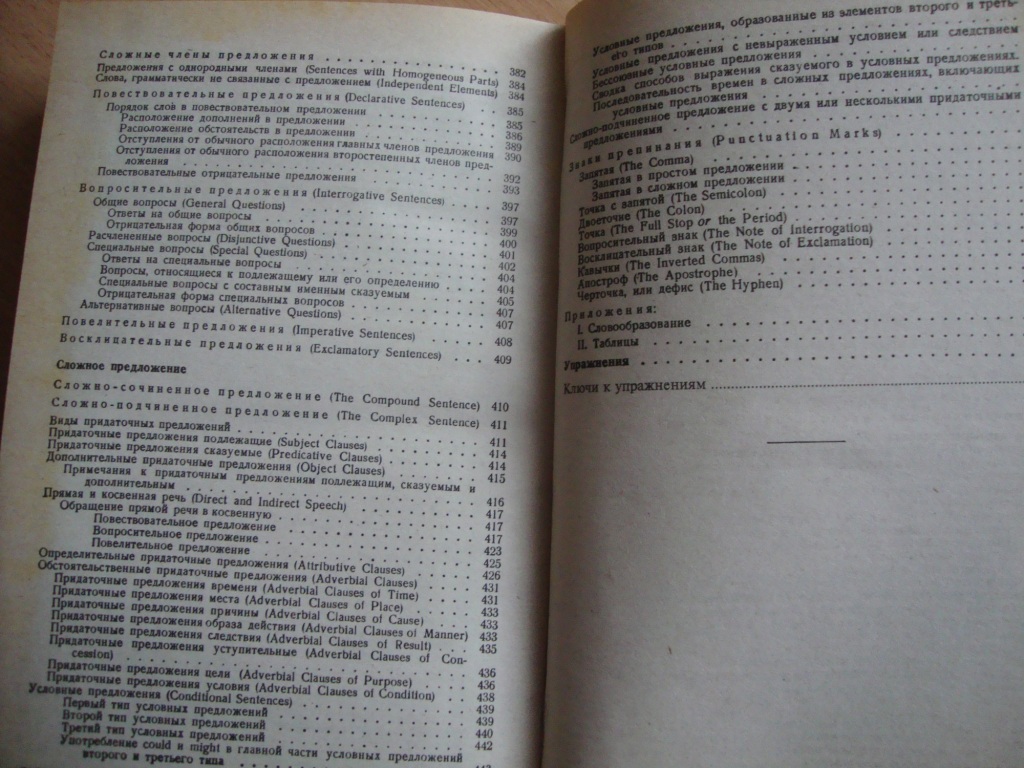 Сложные члены предложения . . . 382
Предложения с однородными членами (Sentences with Homogeneous Parts) 384
Слова, грамматически не связанные с предложением (Independent Elements) 384
Повествовательные предложения (Declarative Sentences) . . . 385
Порядок слов в повествовательном предложении . . . 385
Расположение дополнений в предложении . . . 386
Расположение обстоятельств в предложении . . . 389
Отступления от обычного расположения главных членов предложения 390
Отступления от обычного расположения второстепенных членов пред-
ложения . . . 392
Повествовательные отрицательные предложения . . . 393
Вопросительные предложения (Interrogative Sentences) . . . 397
Общие вопросы (General Questions) . . . 397
Ответы на общие вопросы . . . 399
Отрицательная форма общих вопросов . . . 400
Расчлененные вопросы (Disjunctive Questions) . . . 401
Специальные вопросы (Special Questions) . . . 402
Ответы на специальные вопросы . . . 404
Вопросы, относящиеся к подлежащему или его определению . . . 404
Специальные вопросы с составным именным сказуемым . . . 405
Отрицательная форма специальных вопросов . . . 407
Альтернативные вопросы (Alternative Questions) . . . 407
Повелительные предложения (Imperative Sentences) . . . 408
Восклицательные предложения (Exclamatory Sentences) . . . 409
Сложное предложение
Сложно-сочиненное предложение (The Compound Sentence) 410
Сложно-подчиненное предложение (The Complex Sentence) 411
Виды придаточных предложений . . . 411
Придаточные предложения подлежащие (Subject Clauses) . . . 414
Придаточные предложения сказуемые (Predicative Clauses) . . . 414
Дополнительные придаточные предложения (Object Clauses) . . . 415
Примечания к придаточным предложениям подлежащим, сказуемым и
дополнительным . . . 416
Прямая и косвенная речь (Direct and Indirect Speech) . . . 417
Обращение прямой речи в косвенную . . . 417
Повествовательное предложение . . . 417
Вопросительное предложение . . . 423
Повелительное предложение . . . 425
Определительные придаточные предложения (Attributive Clauses) . . . 426
Обстоятельственные придаточные предложения (Adverbial Clauses) . . . 431
Придаточные предложения времени (Adverbial Clauses of Time) . . . 431
Придаточные предложения места (Adverbial Clauses of Place) . . . 433
Придаточные предложения причины (Adverbial Clauses of Cause) . . . 433
Придаточные предложения образа действия (Adverbial Clauses of Manner) 433
Придаточные предложения следствия (Adverbial Clauses of Result) . . . 435
Придаточные предложения уступительные (Adverbial Clauses of Con-
cession) . . . 436
Придаточные предложения цели (Adverbial Clauses of Purpose) . . . 436
Придаточные предложения условия (Adverbial Clauses of Condition) . . . 438
Условные предложения (Conditional Sentences) . . . 439
Первый тип условных предложений . . . 439
Второй тип условных предложений . . . 440
Третий тип условных предложений . . . 442
Употребление could и might в главной части условных предложений
второго и третьего типа . . .
Условные предложения, образованные из элементов второго и треть-
его типов . . .
Условные предложения с невыраженным условием или следствием
Бессоюзные условные предложения . . .
Сводка способов выражения сказуемого в условных предложениях.
Последовательность времен в сложных предложениях, включающих
условные предложения . . .
Сложно-подчиненное предложение с двумя или несколькими придаточными
предложениями . . .
Знаки препинания (Punctuation Marks)
Запятая (The Comma) . . .
Запятая в простом предложении . . .
Запятая в сложном предложении . . .
Точка с запятой (The Semicolon) . . .
Двоеточие (The Colon) . . .
Точка (The Full Stop or the Period) . . .
Вопросительный знак (The Note of Interrogation) . . .
Восклицательный знак (The Note of Exclamation) . . .
Кавычки (The Inverted Commas) . . .
Апостроф (The Apostrophe) . . .
Черточка, или дефис (The Hyphen) . . .
Приложения:
I. Словообразование . . .
II. Таблицы . . .
Упражнения . . .
Ключи к упражнениям . . .